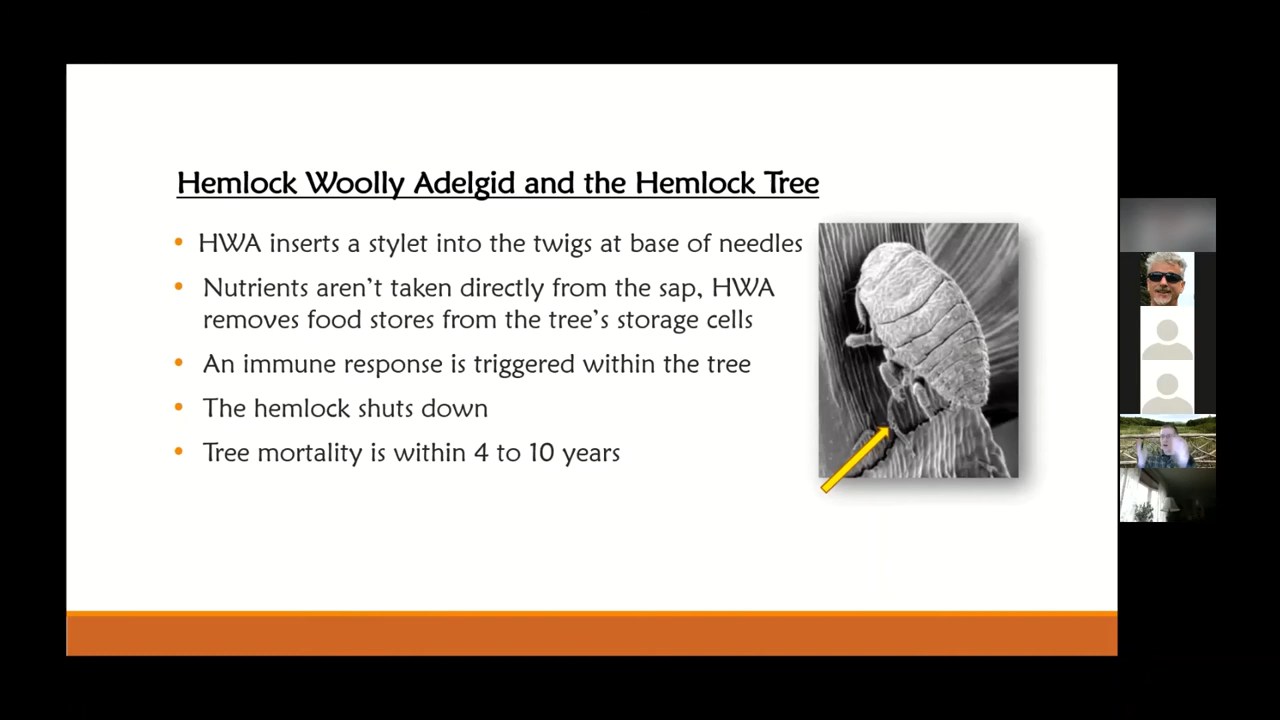 Hemlock Woolly Adelgid and the Hemlock Tree
• HWA inserts a stylet into the twigs at base of needles
• Nutrients aren’t taken directly from the sap, HWA
removes food stores from the tree’s storage cells
• An immune response is triggered within the tree
• The hemlock shuts down
• Tree mortality is within 4 to 10 years